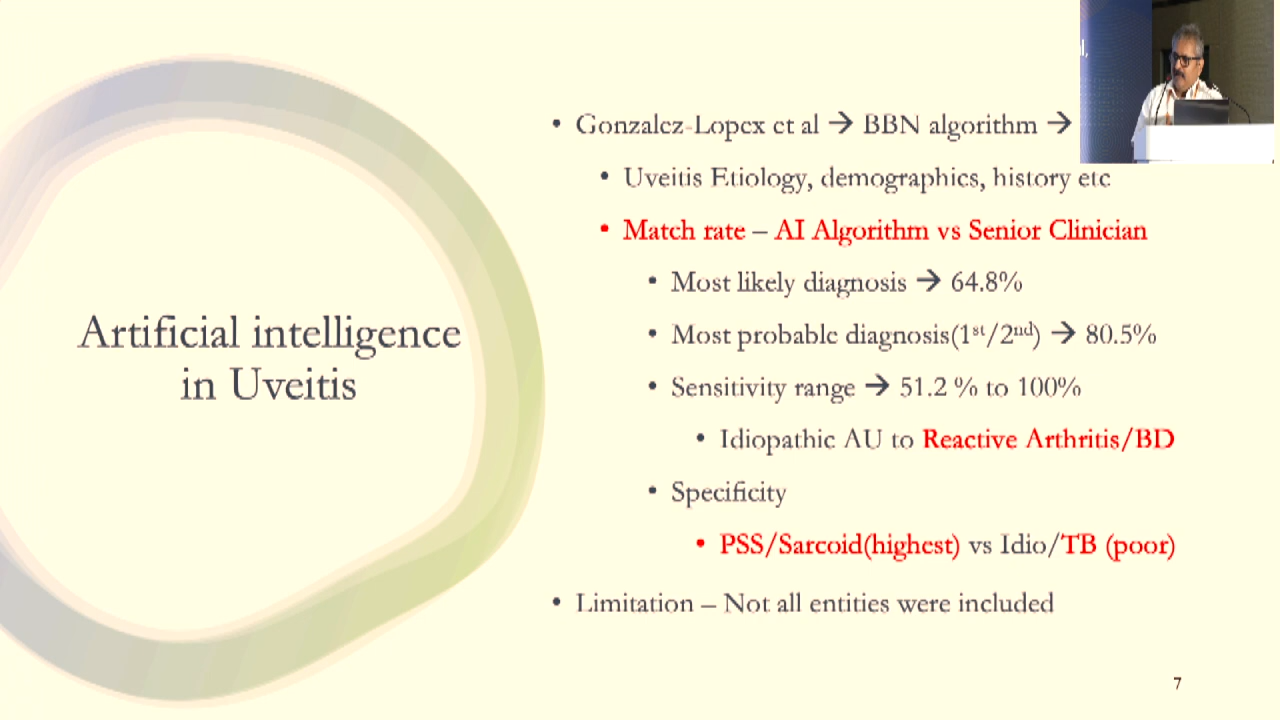 Artificial intelligence
in Uveitis
• Gonzalez-Lopex et al → BBN algorithm →
• Uveitis Etiology, demographics, history etc
• Match rate – AI Algorithm vs Senior Clinician
• Most likely diagnosis → 64.8%
• Most probable diagnosis(1st/2nd) → 80.5%
• Sensitivity range → 51.2 % to 100%
• Idiopathic AU to Reactive Arthritis/BD
• Specificity
• PSS/Sarcoid(highest) vs Idio/TB (poor)
• Limitation – Not all entities were included
7